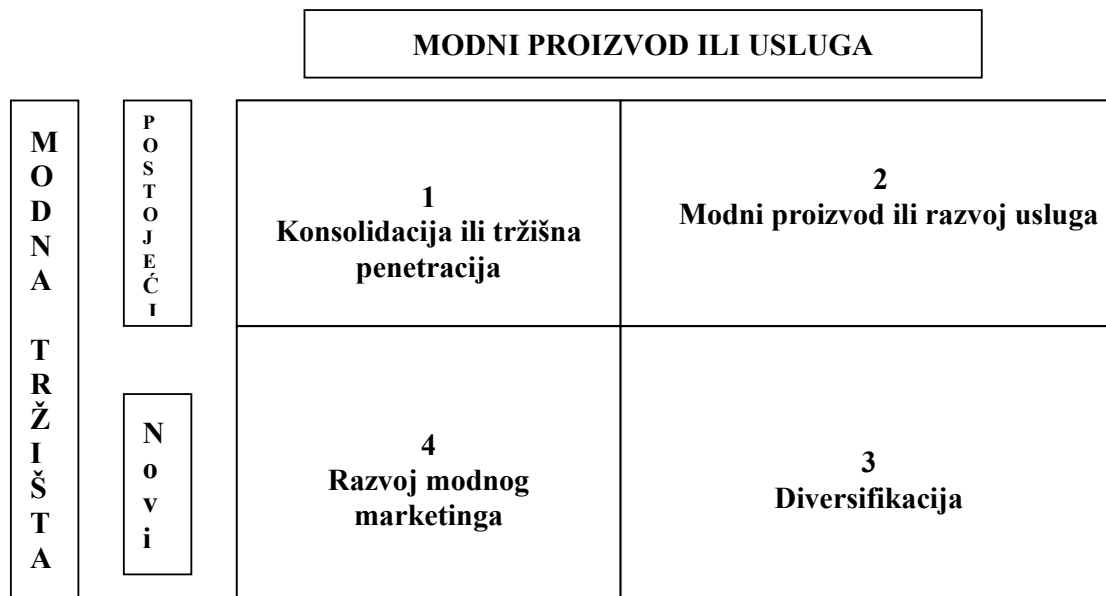 MODNI PROIZVOD ILI USLUGA
MODNA TRŽIŠTA
POSTOJEĆI
1
Konsolidacija ili tržišna
penetracija
2
Modni proizvod ili razvoj usluga
Novi
4
Razvoj modnog
marketinga
3
Diversifikacija